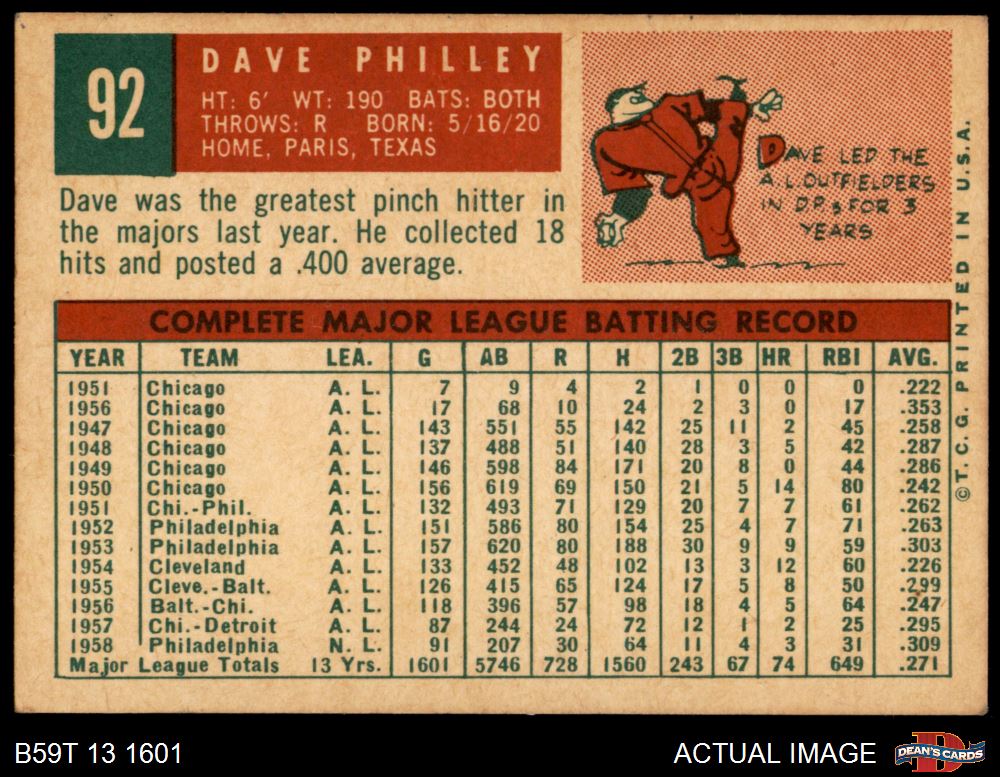 92
DAVE PHILLEY
HT: 6' WT: 190 BATS: BOTH
THROWS: R BORN: 5/16/20
HOME, PARIS, TEXAS
Dave was the greatest pinch hitter in
the majors last year. He collected 18
hits and posted a .400 average.
DAVE LED THE
A.L OUTFIELDERS
IN D P's FOR 3
YEARS
COMPLETE MAJOR LEAGUE BATTING RECORD
YEAR TEAM LEA. G AB R H 2B 3B HR RBI AVG.
1951 Chicago A. L. 7 9 4 2 1 0 0 0 .222
1956 Chicago A. L. 17 68 10 24 2 3 0 17 .353
1947 Chicago A. L. 143 551 55 142 25 11 2 45 .258
1948 Chicago A. L. 137 488 51 140 28 3 5 42 .287
1949 Chicago A. L. 146 598 84 171 20 8 0 44 .286
1950 Chicago A. L. 156 619 69 150 21 5 14 80 .242
1951 Chi.-Phil. A. L. 132 493 71 129 20 7 7 61 .262
1952 Philadelphia A. L. 151 586 80 154 25 4 7 71 .263
1953 Philadelphia A. L. 157 620 80 188 30 9 9 59 .303
1954 Cleveland A. L. 133 452 48 102 13 3 12 60 .226
1955 Cleve.-Balt. A. L. 126 415 65 124 17 5 8 50 .299
1956 Balt.-Chi. A. L. 118 396 57 98 18 4 5 64 .247
1957 Chi.-Detroit A. L. 87 244 24 72 12 1 2 25 .295
1958 Philadelphia N. L. 91 207 30 64 11 4 3 31 .309
Major League Totals 13 Yrs. 1601 5746 728 1560 243 67 74 649 .271
©T. C. G. PRINTED IN U.S.A.
B59T 13 1601
ACTUAL IMAGE
D
DEAN'S CARDS